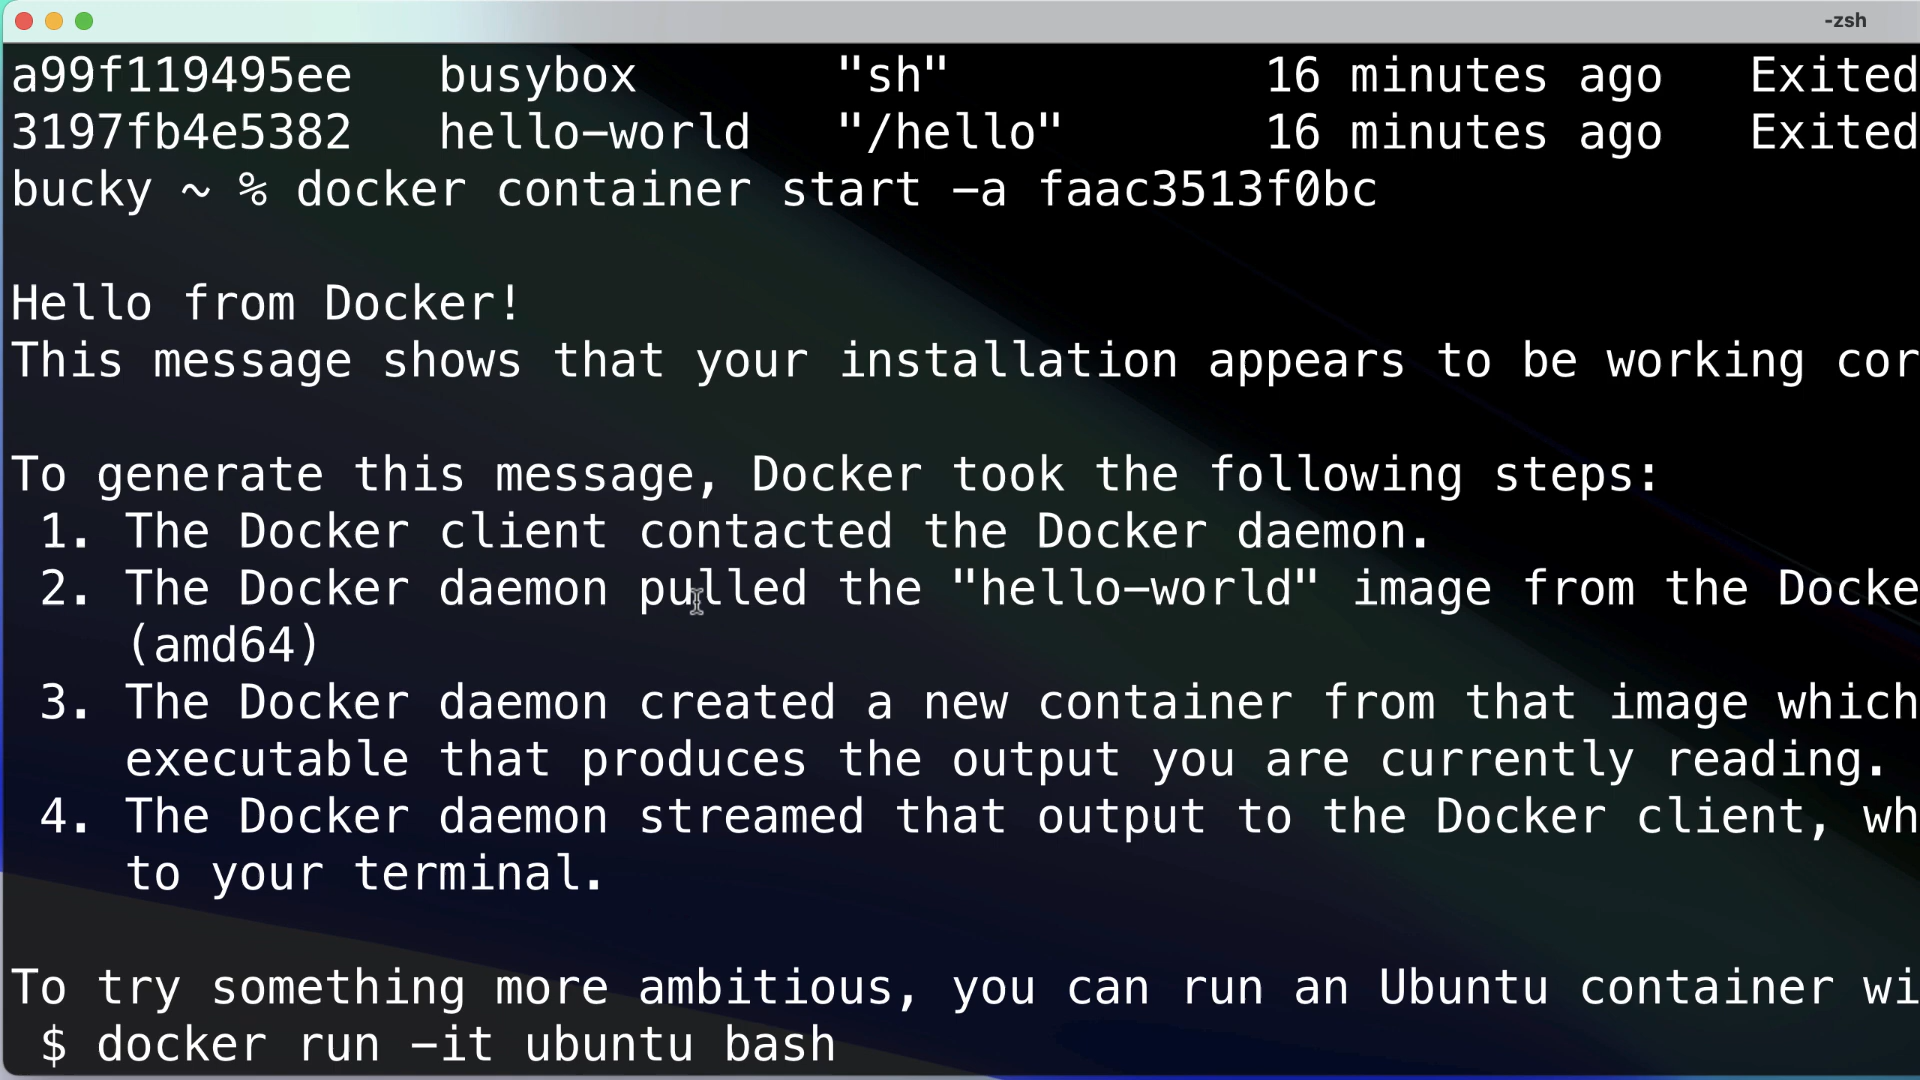 -zsh
a99f119495ee busybox "sh" 16 minutes ago Exited
3197fb4e5382 hello-world "/hello" 16 minutes ago Exited
bucky ~ % docker container start -a faac3513f0bc
Hello from Docker!
This message shows that your installation appears to be working cor
To generate this message, Docker took the following steps:
1. The Docker client contacted the Docker daemon.
2. The Docker daemon pulled the "hello-world" image from the Docke
(amd64)
3. The Docker daemon created a new container from that image which
executable that produces the output you are currently reading.
4. The Docker daemon streamed that output to the Docker client, wh
to your terminal.
To try something more ambitious, you can run an Ubuntu container wi
$ docker run -it ubuntu bash